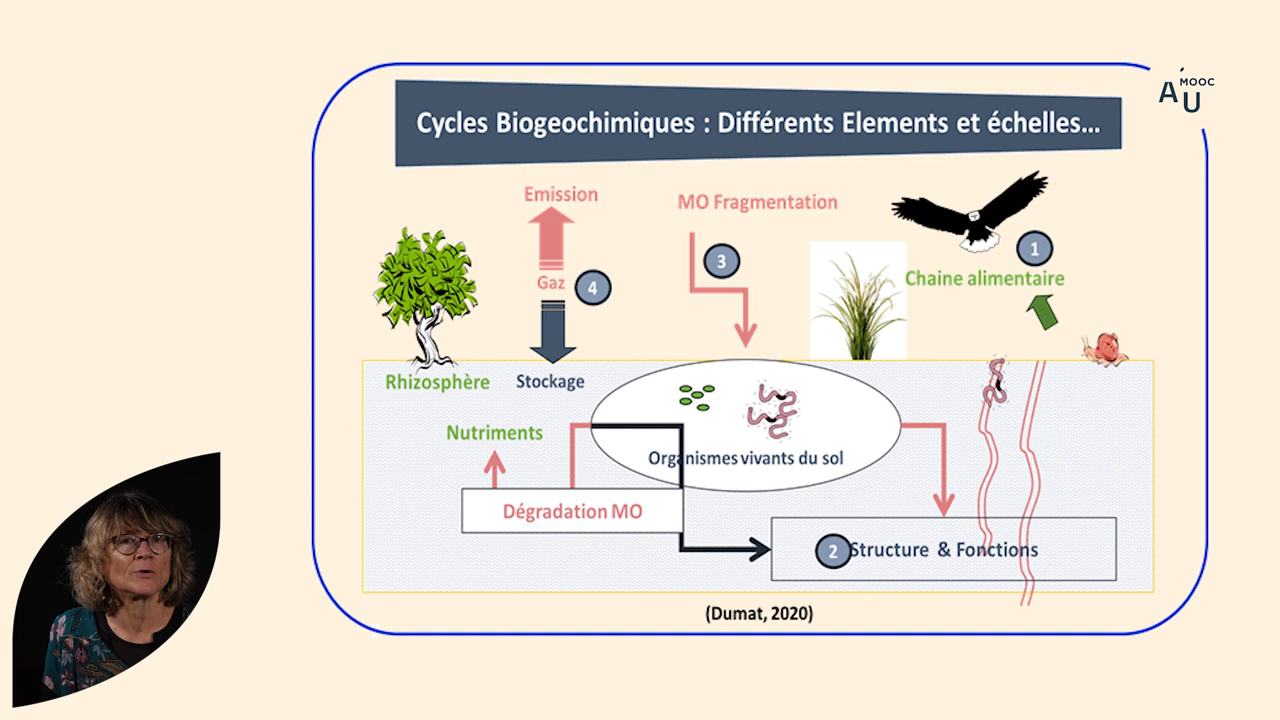 MOOC
AU
Cycles Biogeochimiques : Différents Elements et échelles...
Emission
MO Fragmentation
1
3
Chaine alimentaire
Gaz
4
Rhizosphère
Stockage
Nutriments
Organismes vivants du sol
Dégradation MO
2 Structure & Fonctions
(Dumat, 2020)